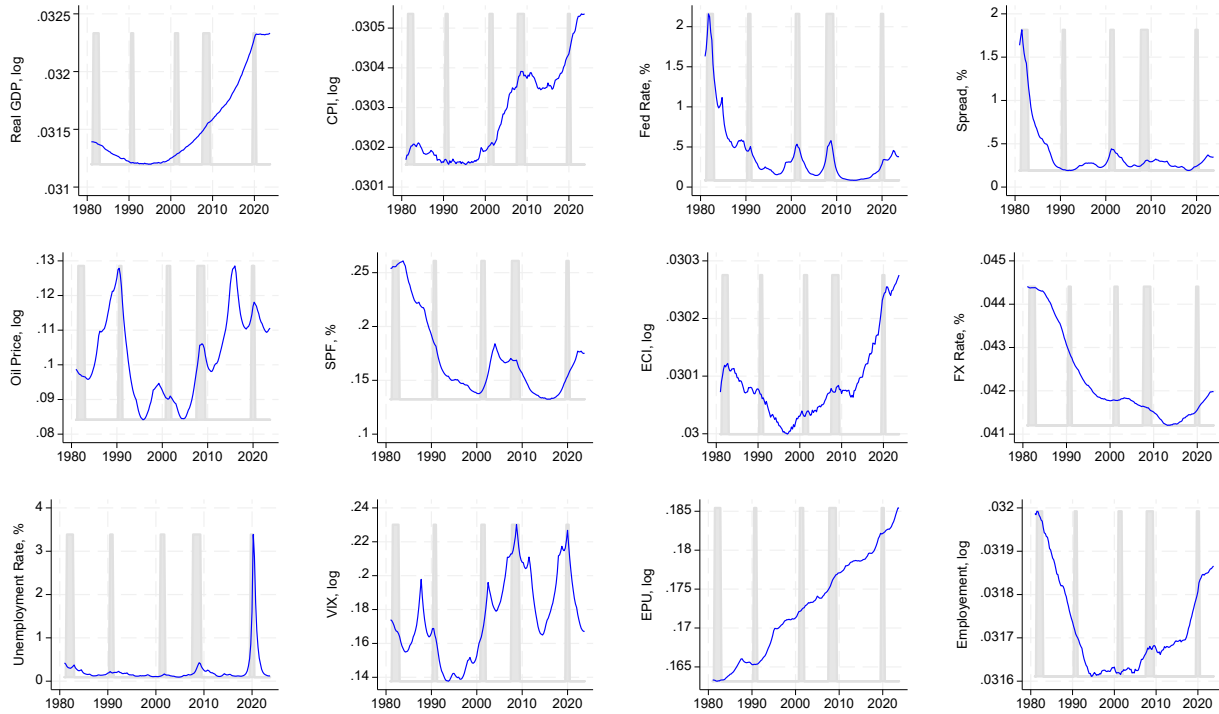 Real GDP, log
.0325
.032
.0315
.031
1980 1990 2000 2010 2020
CPI, log
.0305
.0304
.0303
.0302
.0301
1980 1990 2000 2010 2020
Fed Rate, %
2
1.5
1
.5
0
1980 1990 2000 2010 2020
Spread, %
2
1.5
1
.5
0
1980 1990 2000 2010 2020
Oil Price, log
.13
.12
.11
.1
.09
.08
1980 1990 2000 2010 2020
SPF, %
.25
.2
.15
.1
1980 1990 2000 2010 2020
ECI, log
.0303
.0302
.0301
.03
1980 1990 2000 2010 2020
FX Rate, %
.045
.044
.043
.042
.041
1980 1990 2000 2010 2020
Unemployment Rate, %
4
3
2
1
0
1980 1990 2000 2010 2020
VIX, log
.24
.22
.2
.18
.16
.14
1980 1990 2000 2010 2020
EPU, log
.185
.18
.175
.17
.165
1980 1990 2000 2010 2020
Employement, log
.032
.0319
.0318
.0317
.0316
1980 1990 2000 2010 2020